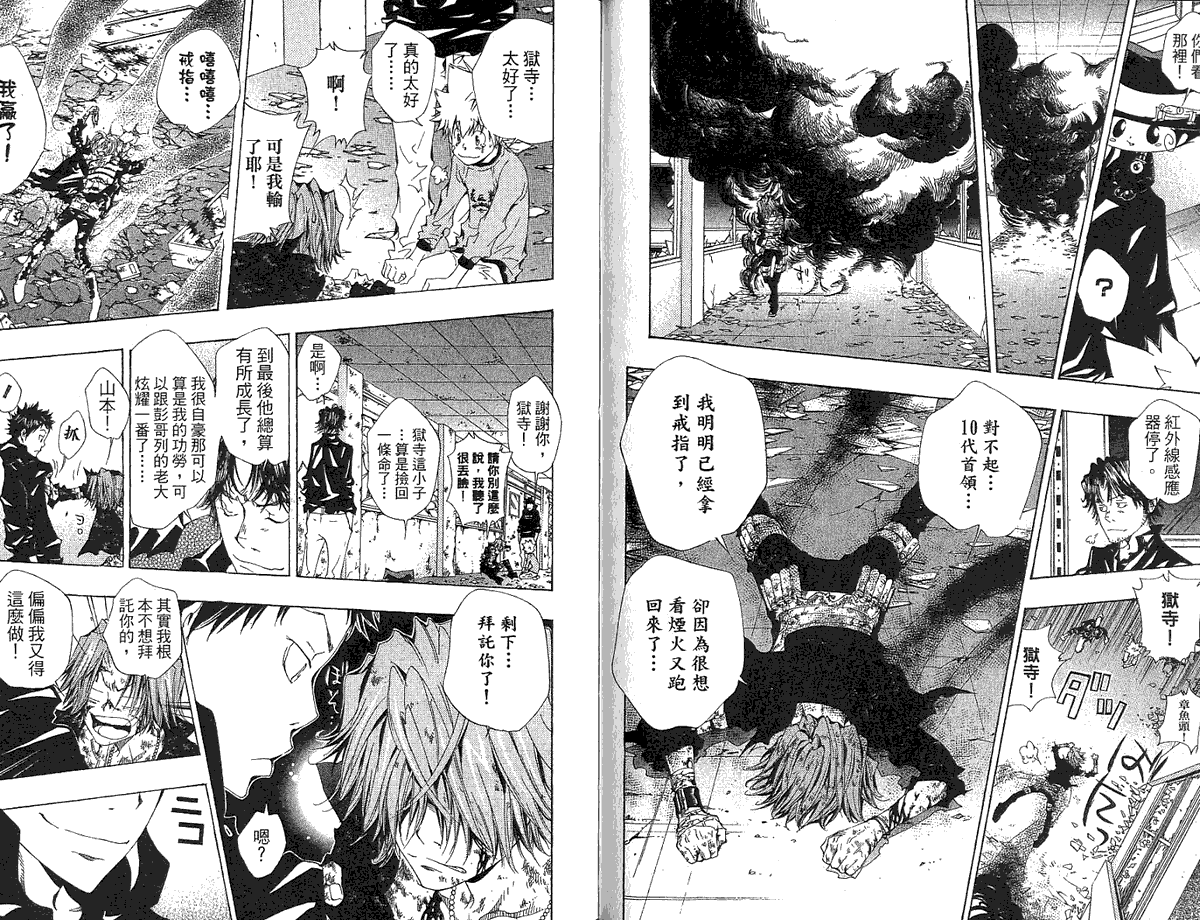 你們看
那裡！
？
紅外線感應
器停了。
獄寺！
獄寺！
章魚頭！
ダッ
對不起…
10代首領…
我明明已經拿
到戒指了，
卻因為很想
看煙火又跑
回來了…
獄寺…
太好了…
真的太好
了……
啊！
可是我輸
了耶！
嘻嘻嘻…
戒指…
我贏了！
謝謝你，
獄寺！
請你別這麼
說，我聽了
很丟臉！
是啊…
獄寺這小子
…算是撿回
一條命了…
到最後他總算
有所成長了，
我很自豪那可以
算是我的功勞，可
以跟彭哥列的老大
炫耀一番了……
山本！
抓
！
剩下…
拜託你了！
ほっ
其實我根
本不想拜
託你的，
偏偏我又得
這麼做！
嗯？
ニコ